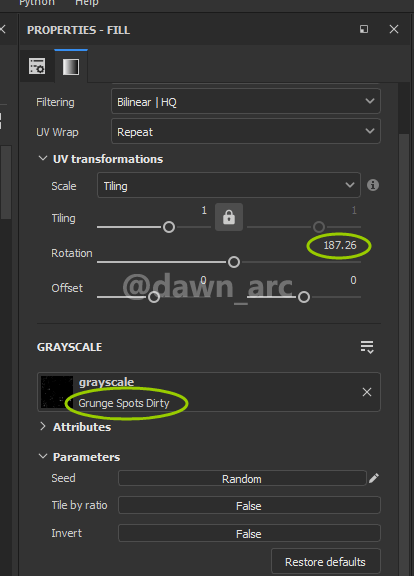 Python Help
PROPERTIES - FILL
Filtering Bilinear | HQ
UV Wrap Repeat
UV transformations
Scale Tiling
Tiling 1 1
Rotation 187.26
Offset 0 0
@dawn_arc
GRAYSCALE
grayscale
Grunge Spots Dirty
Attributes
Parameters
Seed Random
Tile by ratio False
Invert False
Restore defaults